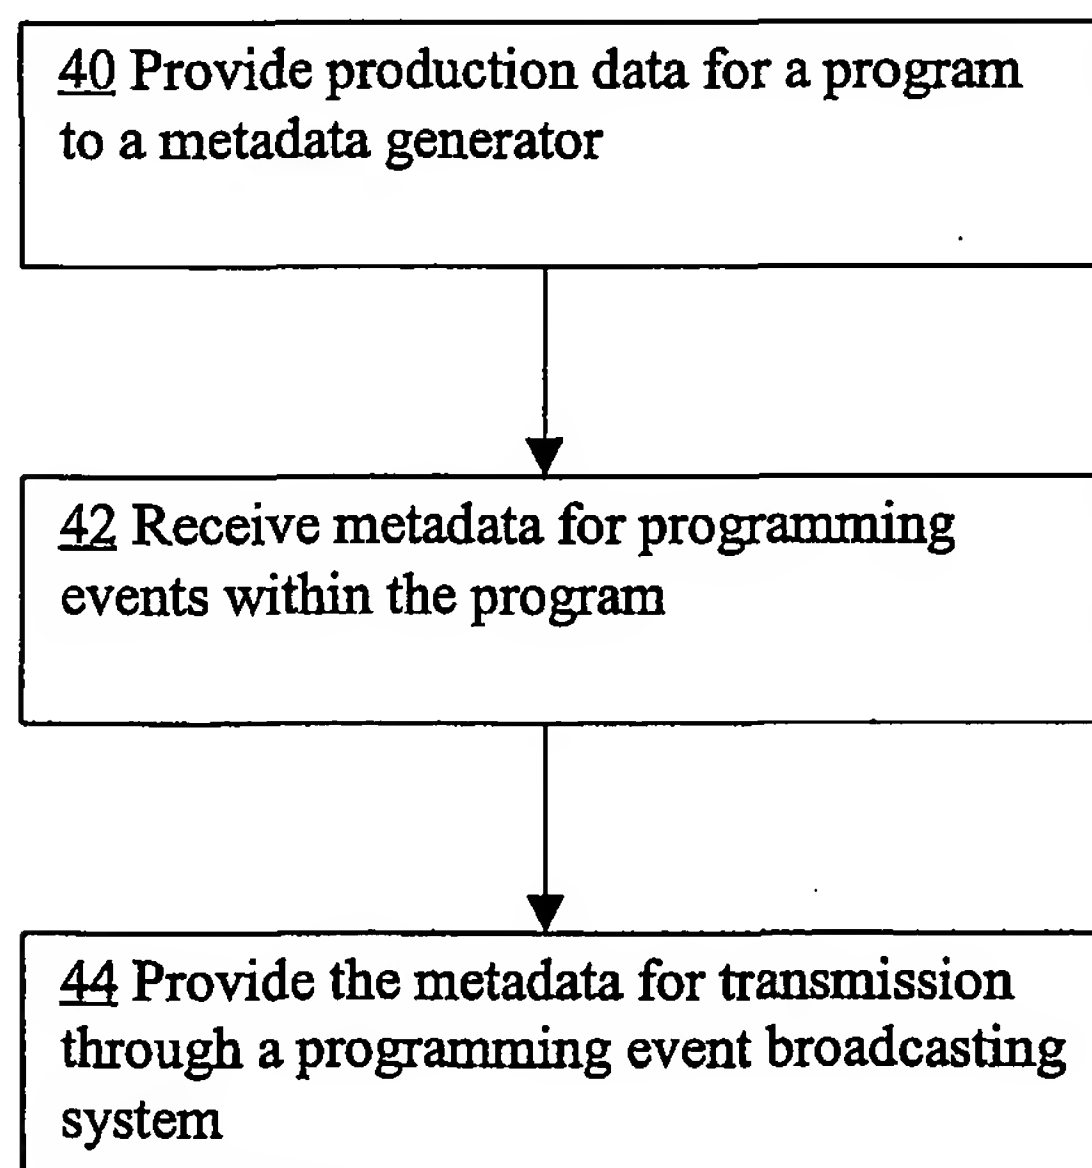 40 Provide production data for a program
to a metadata generator
42 Receive metadata for programming
events within the program
44 Provide the metadata for transmission
through a programming event broadcasting
system